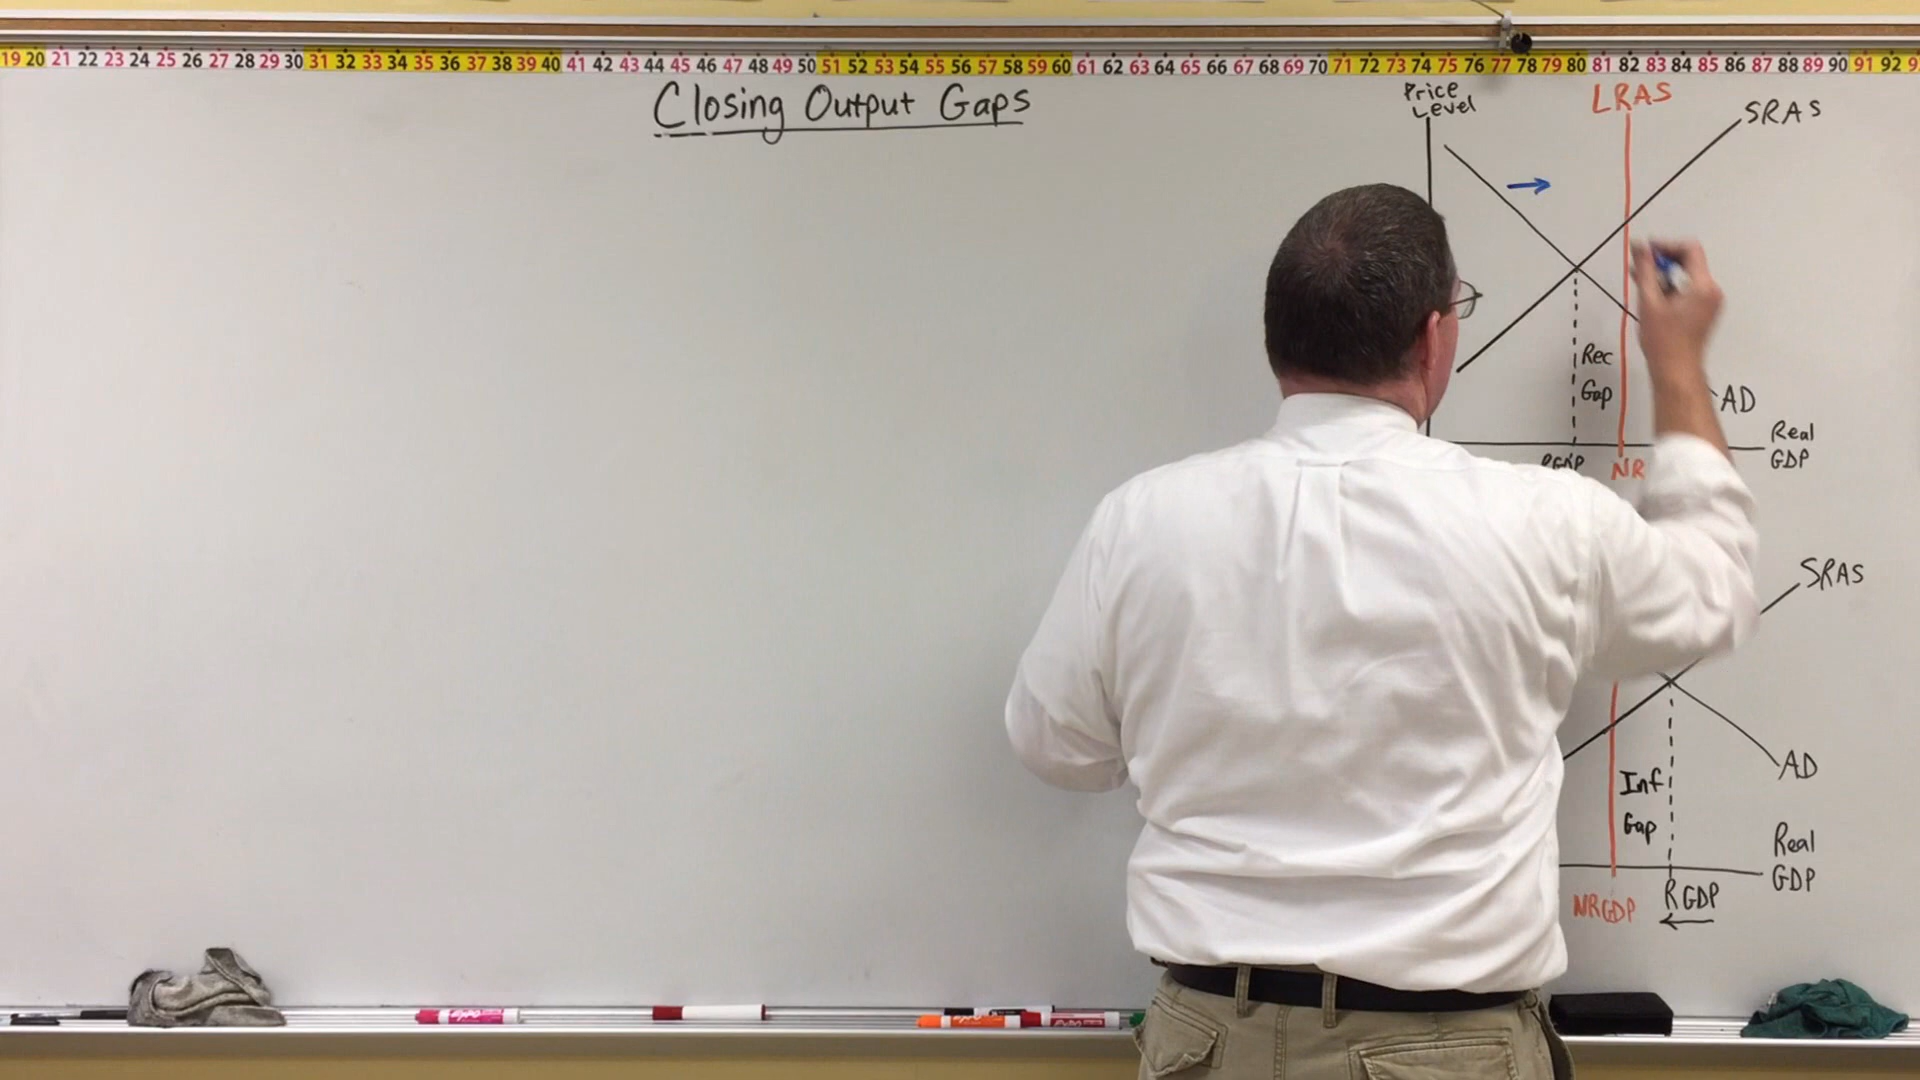 19 20 21 22 23 24 25 26 27 28 29 30 31 32 33 34 35 36 37 38 39 40 41 42 43 44 45 46 47 48 49 50 51 52 53 54 55 56 57 58 59 60 61 62 63 64 65 66 67 68 69 70 71 72 73 74 75 76 77 78 79 80 81 82 83 84 85 86 87 88 89 90 91 92 9
Closing Output Gaps
Price
Level
LRAS
SRAS
Rec
Gap
AD
Real
GDP
RGDP
NR
SRAS
AD
Inf
Gap
Real
GDP
NRGDP
RGDP